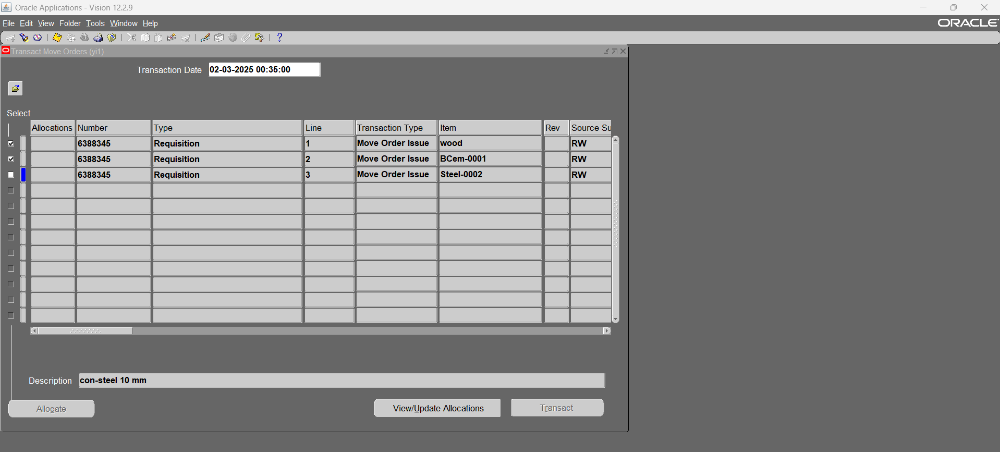 Oracle Applications - Vision 12.2.9
File Edit View Folder Tools Window Help
ORACLE
Transact Move Orders (yi1)
Transaction Date 02-03-2025 00:35:00
Select
Allocations Number Type Line Transaction Type Item Rev Source Su
6388345 Requisition 1 Move Order Issue wood RW
6388345 Requisition 2 Move Order Issue BCem-0001 RW
6388345 Requisition 3 Move Order Issue Steel-0002 RW
Description con-steel 10 mm
Allocate View/Update Allocations Transact